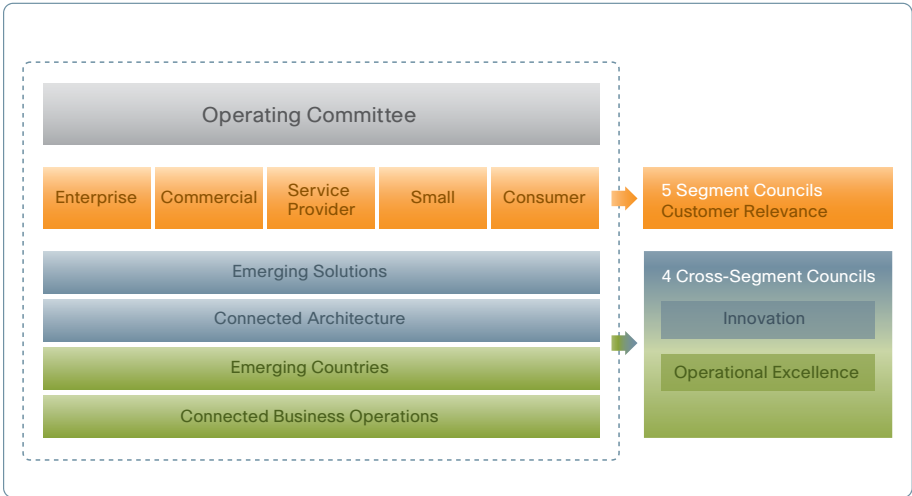 Operating Committee
Enterprise
Commercial
Service
Provider
Small
Consumer
5 Segment Councils
Customer Relevance
Emerging Solutions
Connected Architecture
Emerging Countries
Connected Business Operations
4 Cross-Segment Councils
Innovation
Operational Excellence